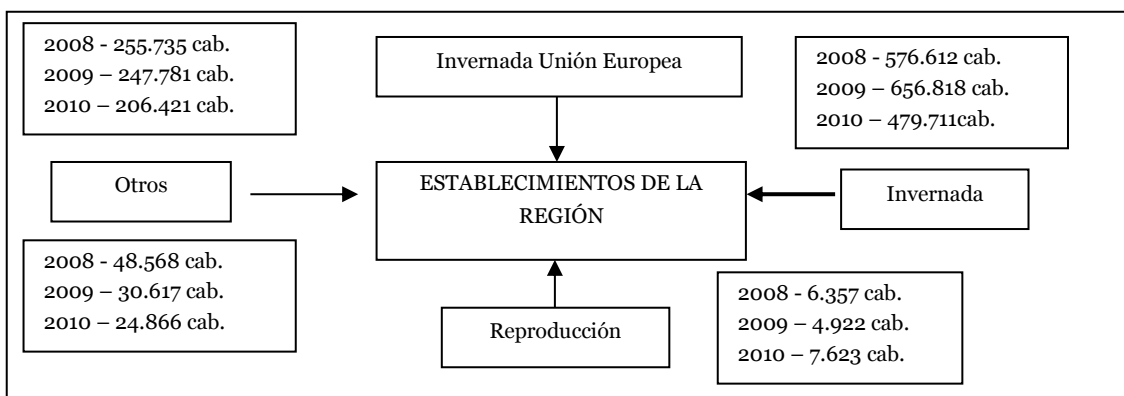 2008 - 255.735 cab.
2009 – 247.781 cab.
2010 – 206.421 cab.
Invernada Unión Europea
2008 - 576.612 cab.
2009 – 656.818 cab.
2010 – 479.711cab.
Otros
ESTABLECIMIENTOS DE LA
REGIÓN
Invernada
2008 - 48.568 cab.
2009 – 30.617 cab.
2010 – 24.866 cab.
Reproducción
2008 - 6.357 cab.
2009 – 4.922 cab.
2010 – 7.623 cab.